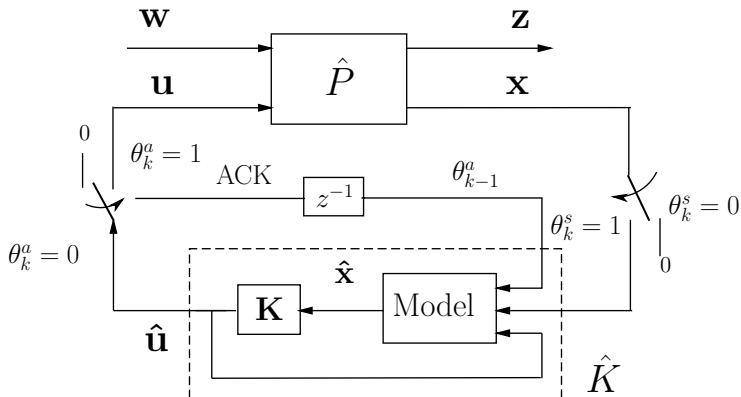 w
z
P̂
u
x
0
θ_k^a = 1
ACK
z^{-1}
θ_{k-1}^a
θ_k^s = 0
θ_k^s = 1
θ_k^a = 0
0
x̂
K
Model
û
K̂